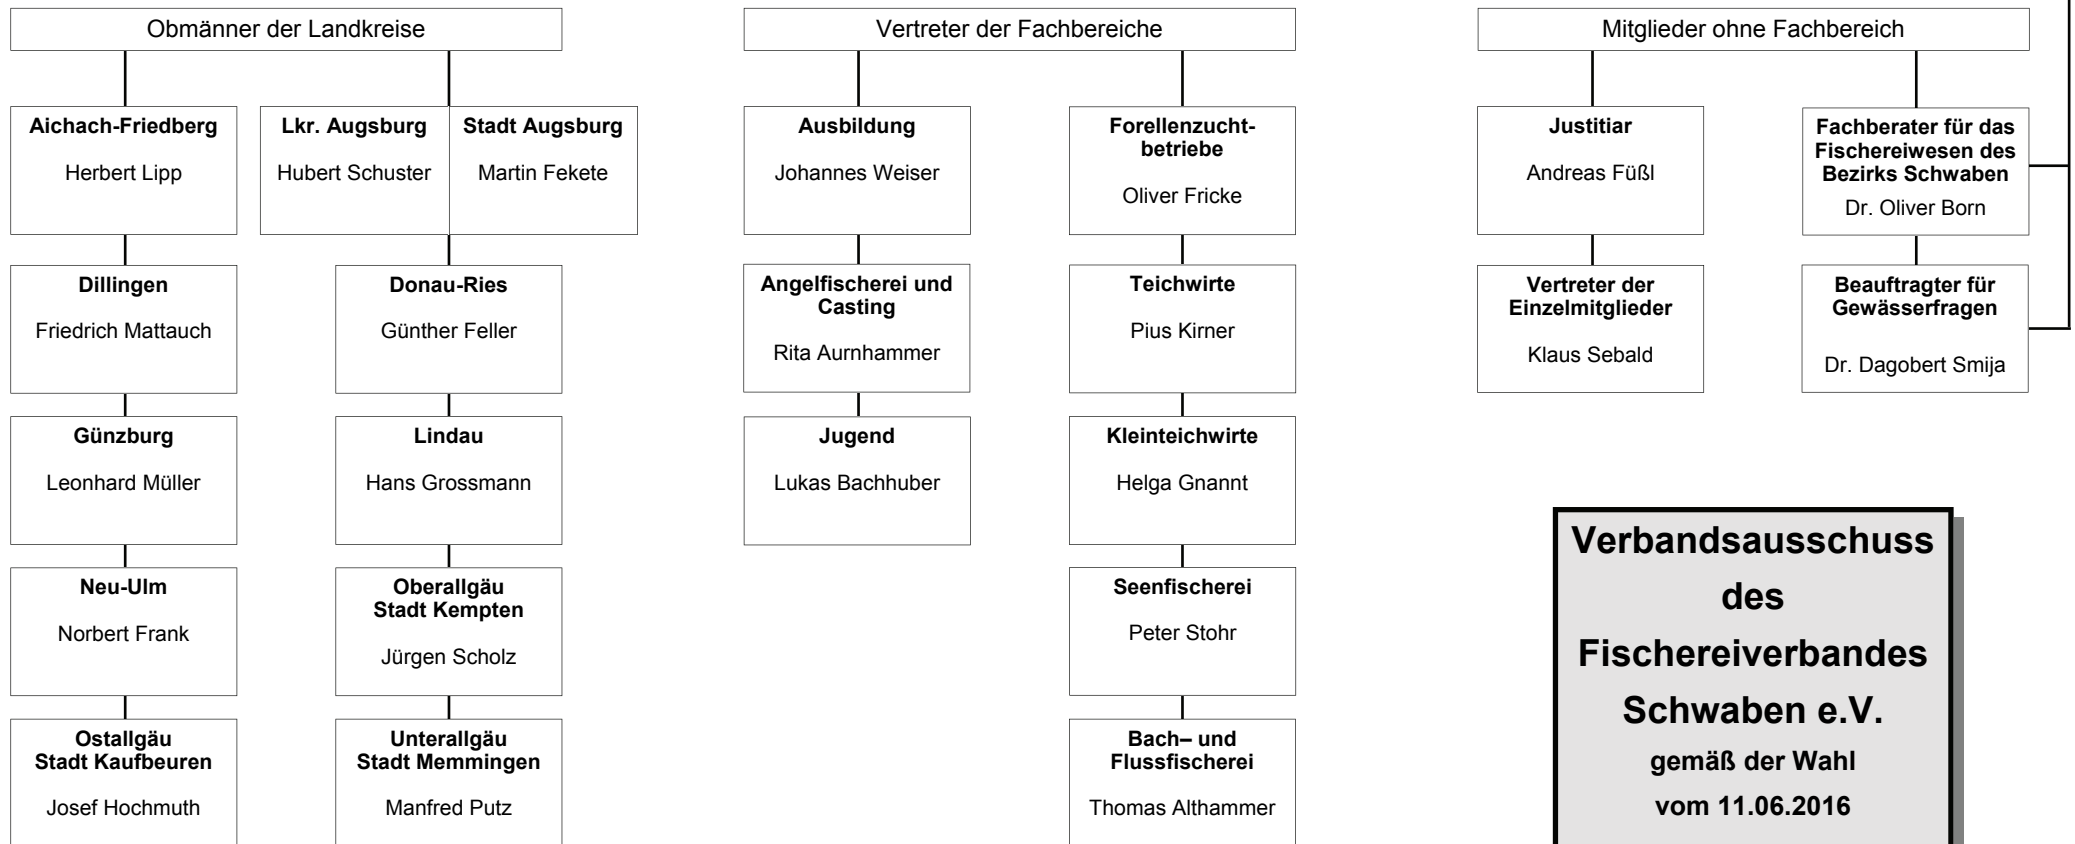 Obmänner der Landkreise
Aichach-Friedberg
Herbert Lipp
Lkr. Augsburg
Hubert Schuster
Stadt Augsburg
Martin Fekete
Dillingen
Friedrich Mattauch
Donau-Ries
Günther Feller
Günzburg
Leonhard Müller
Lindau
Hans Grossmann
Neu-Ulm
Norbert Frank
Oberallgäu
Stadt Kempten
Jürgen Scholz
Ostallgäu
Stadt Kaufbeuren
Josef Hochmuth
Unterallgäu
Stadt Memmingen
Manfred Putz
Vertreter der Fachbereiche
Ausbildung
Johannes Weiser
Forellenzucht-
betriebe
Oliver Fricke
Angelfischerei und
Casting
Rita Aurnhammer
Teichwirte
Pius Kirner
Jugend
Lukas Bachhuber
Kleinteichwirte
Helga Gnannt
Seenfischerei
Peter Stohr
Bach– und
Flussfischerei
Thomas Althammer
Mitglieder ohne Fachbereich
Justitiar
Andreas Füßl
Fachberater für das
Fischereiwesen des
Bezirks Schwaben
Dr. Oliver Born
Vertreter der
Einzelmitglieder
Klaus Sebald
Beauftragter für
Gewässerfragen
Dr. Dagobert Smija
Verbandsausschuss
des
Fischereiverbandes
Schwaben e.V.
gemäß der Wahl
vom 11.06.2016